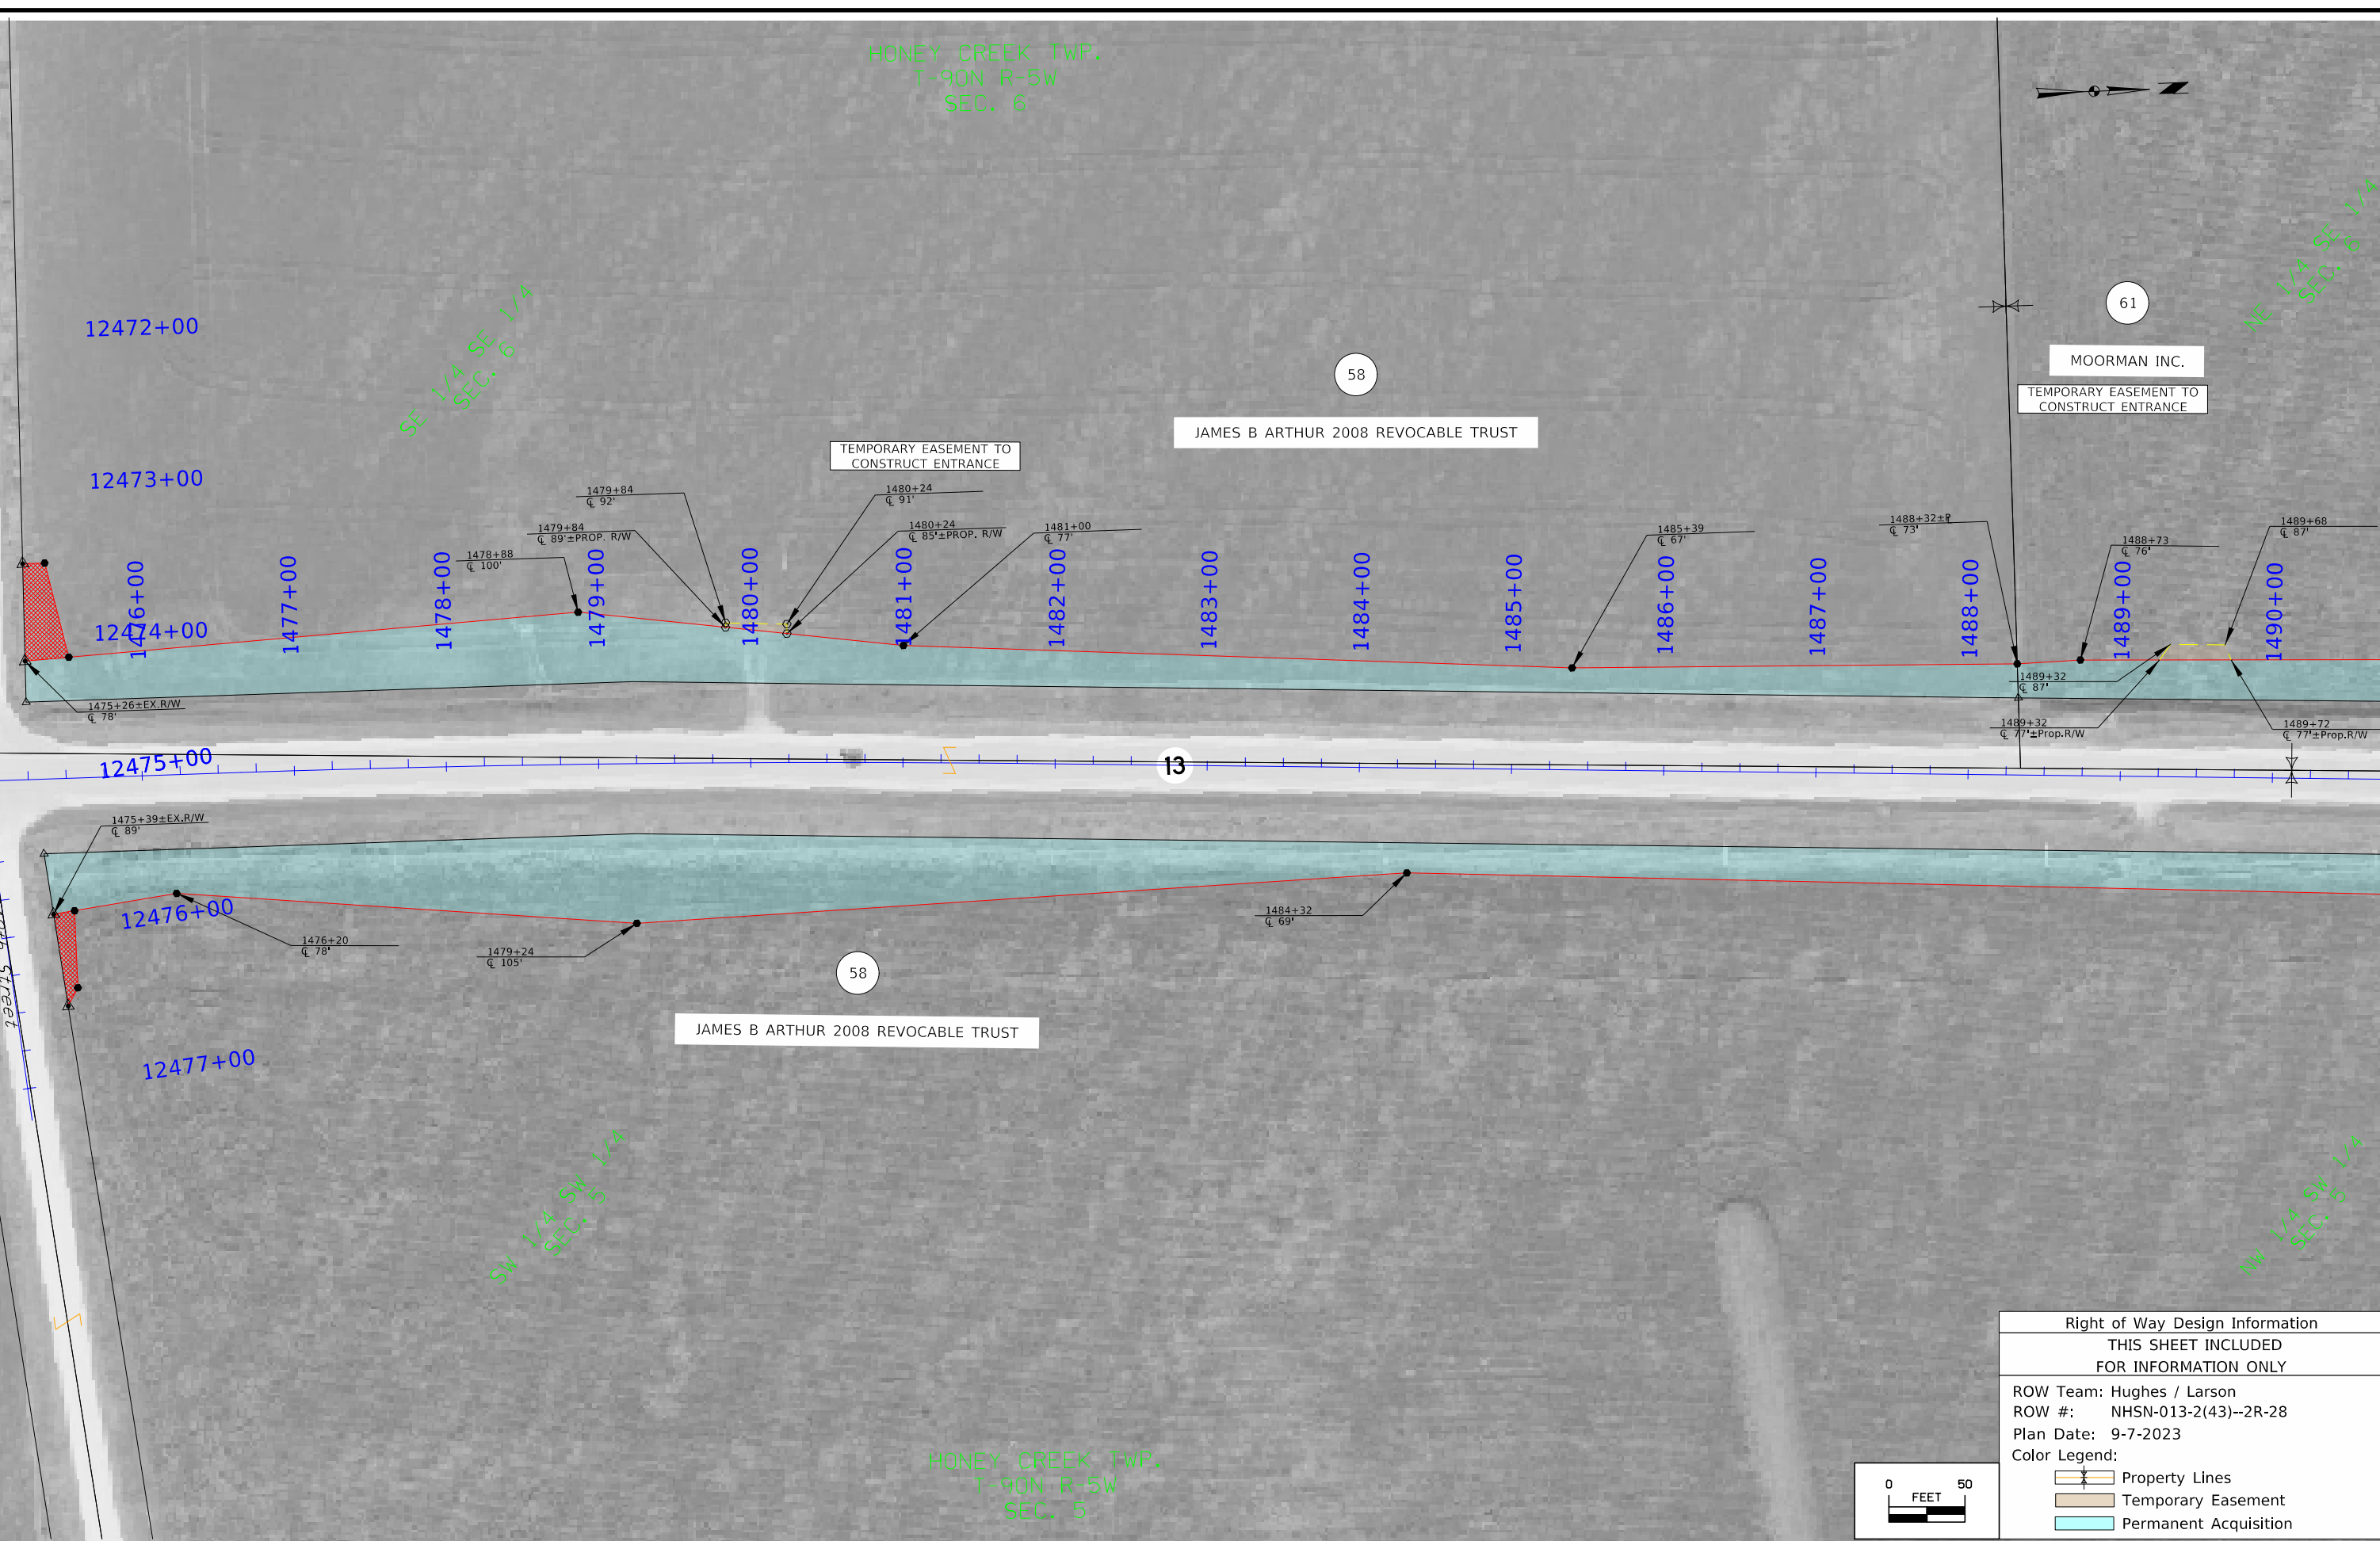 HONEY CREEK TWP.
T-90N R-5W
SEC. 6
12472+00
12473+00
12474+00
12475+00
12476+00
12477+00
SE 1/4 SE 1/4
SEC. 6
NE 1/4 SE 1/4
SEC. 6
58
JAMES B ARTHUR 2008 REVOCABLE TRUST
61
MOORMAN INC.
TEMPORARY EASEMENT TO
CONSTRUCT ENTRANCE
TEMPORARY EASEMENT TO
CONSTRUCT ENTRANCE
1478+88
℄ 100'
1479+84
℄ 89'±PROP. R/W
1479+84
℄ 92'
1480+24
℄ 91'
1480+24
℄ 85'±PROP. R/W
1481+00
℄ 77'
1485+39
℄ 67'
1488+32±℄
℄ 73'
1488+73
℄ 76'
1489+68
℄ 87'
1476+00
1477+00
1478+00
1479+00
1480+00
1481+00
1482+00
1483+00
1484+00
1485+00
1486+00
1487+00
1488+00
1489+00
1490+00
1475+26±EX.R/W
℄ 78'
1489+32
℄ 87'
1489+32
℄ 77'±Prop.R/W
1489+72
℄ 77'±Prop.R/W
13
1475+39±EX.R/W
℄ 89'
1476+20
℄ 78'
1479+24
℄ 105'
1484+32
℄ 69'
58
JAMES B ARTHUR 2008 REVOCABLE TRUST
Street
SW 1/4 SW 1/4
SEC. 5
NW 1/4 SW 1/4
SEC. 5
HONEY CREEK TWP.
T-90N R-5W
SEC. 5
0 50
FEET
Right of Way Design Information
THIS SHEET INCLUDED
FOR INFORMATION ONLY
ROW Team: Hughes / Larson
ROW #: NHSN-013-2(43)--2R-28
Plan Date: 9-7-2023
Color Legend:
Property Lines
Temporary Easement
Permanent Acquisition